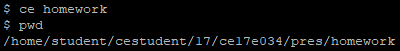 $ ce homework
$ pwd
/home/student/cestudent/17/ce17e034/pres/homework